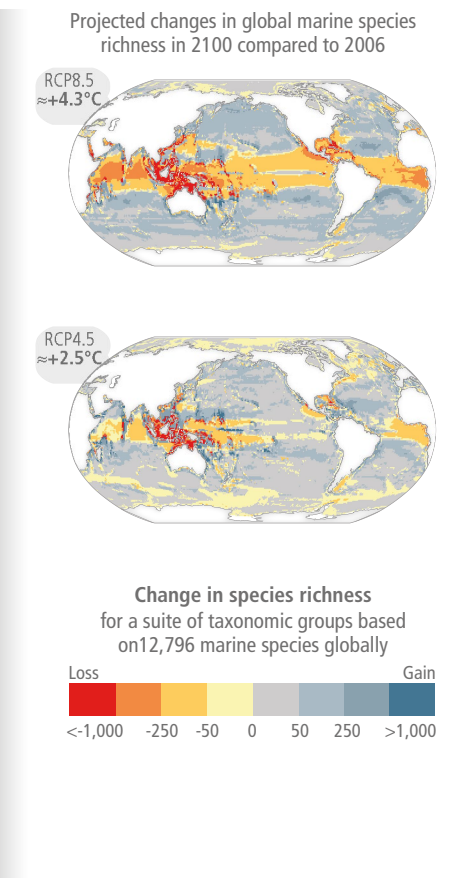 Projected changes in global marine species
richness in 2100 compared to 2006
RCP8.5
≈+4.3°C
RCP4.5
≈+2.5°C
Change in species richness
for a suite of taxonomic groups based
on12,796 marine species globally
Loss Gain
<-1,000 -250 -50 0 50 250 >1,000